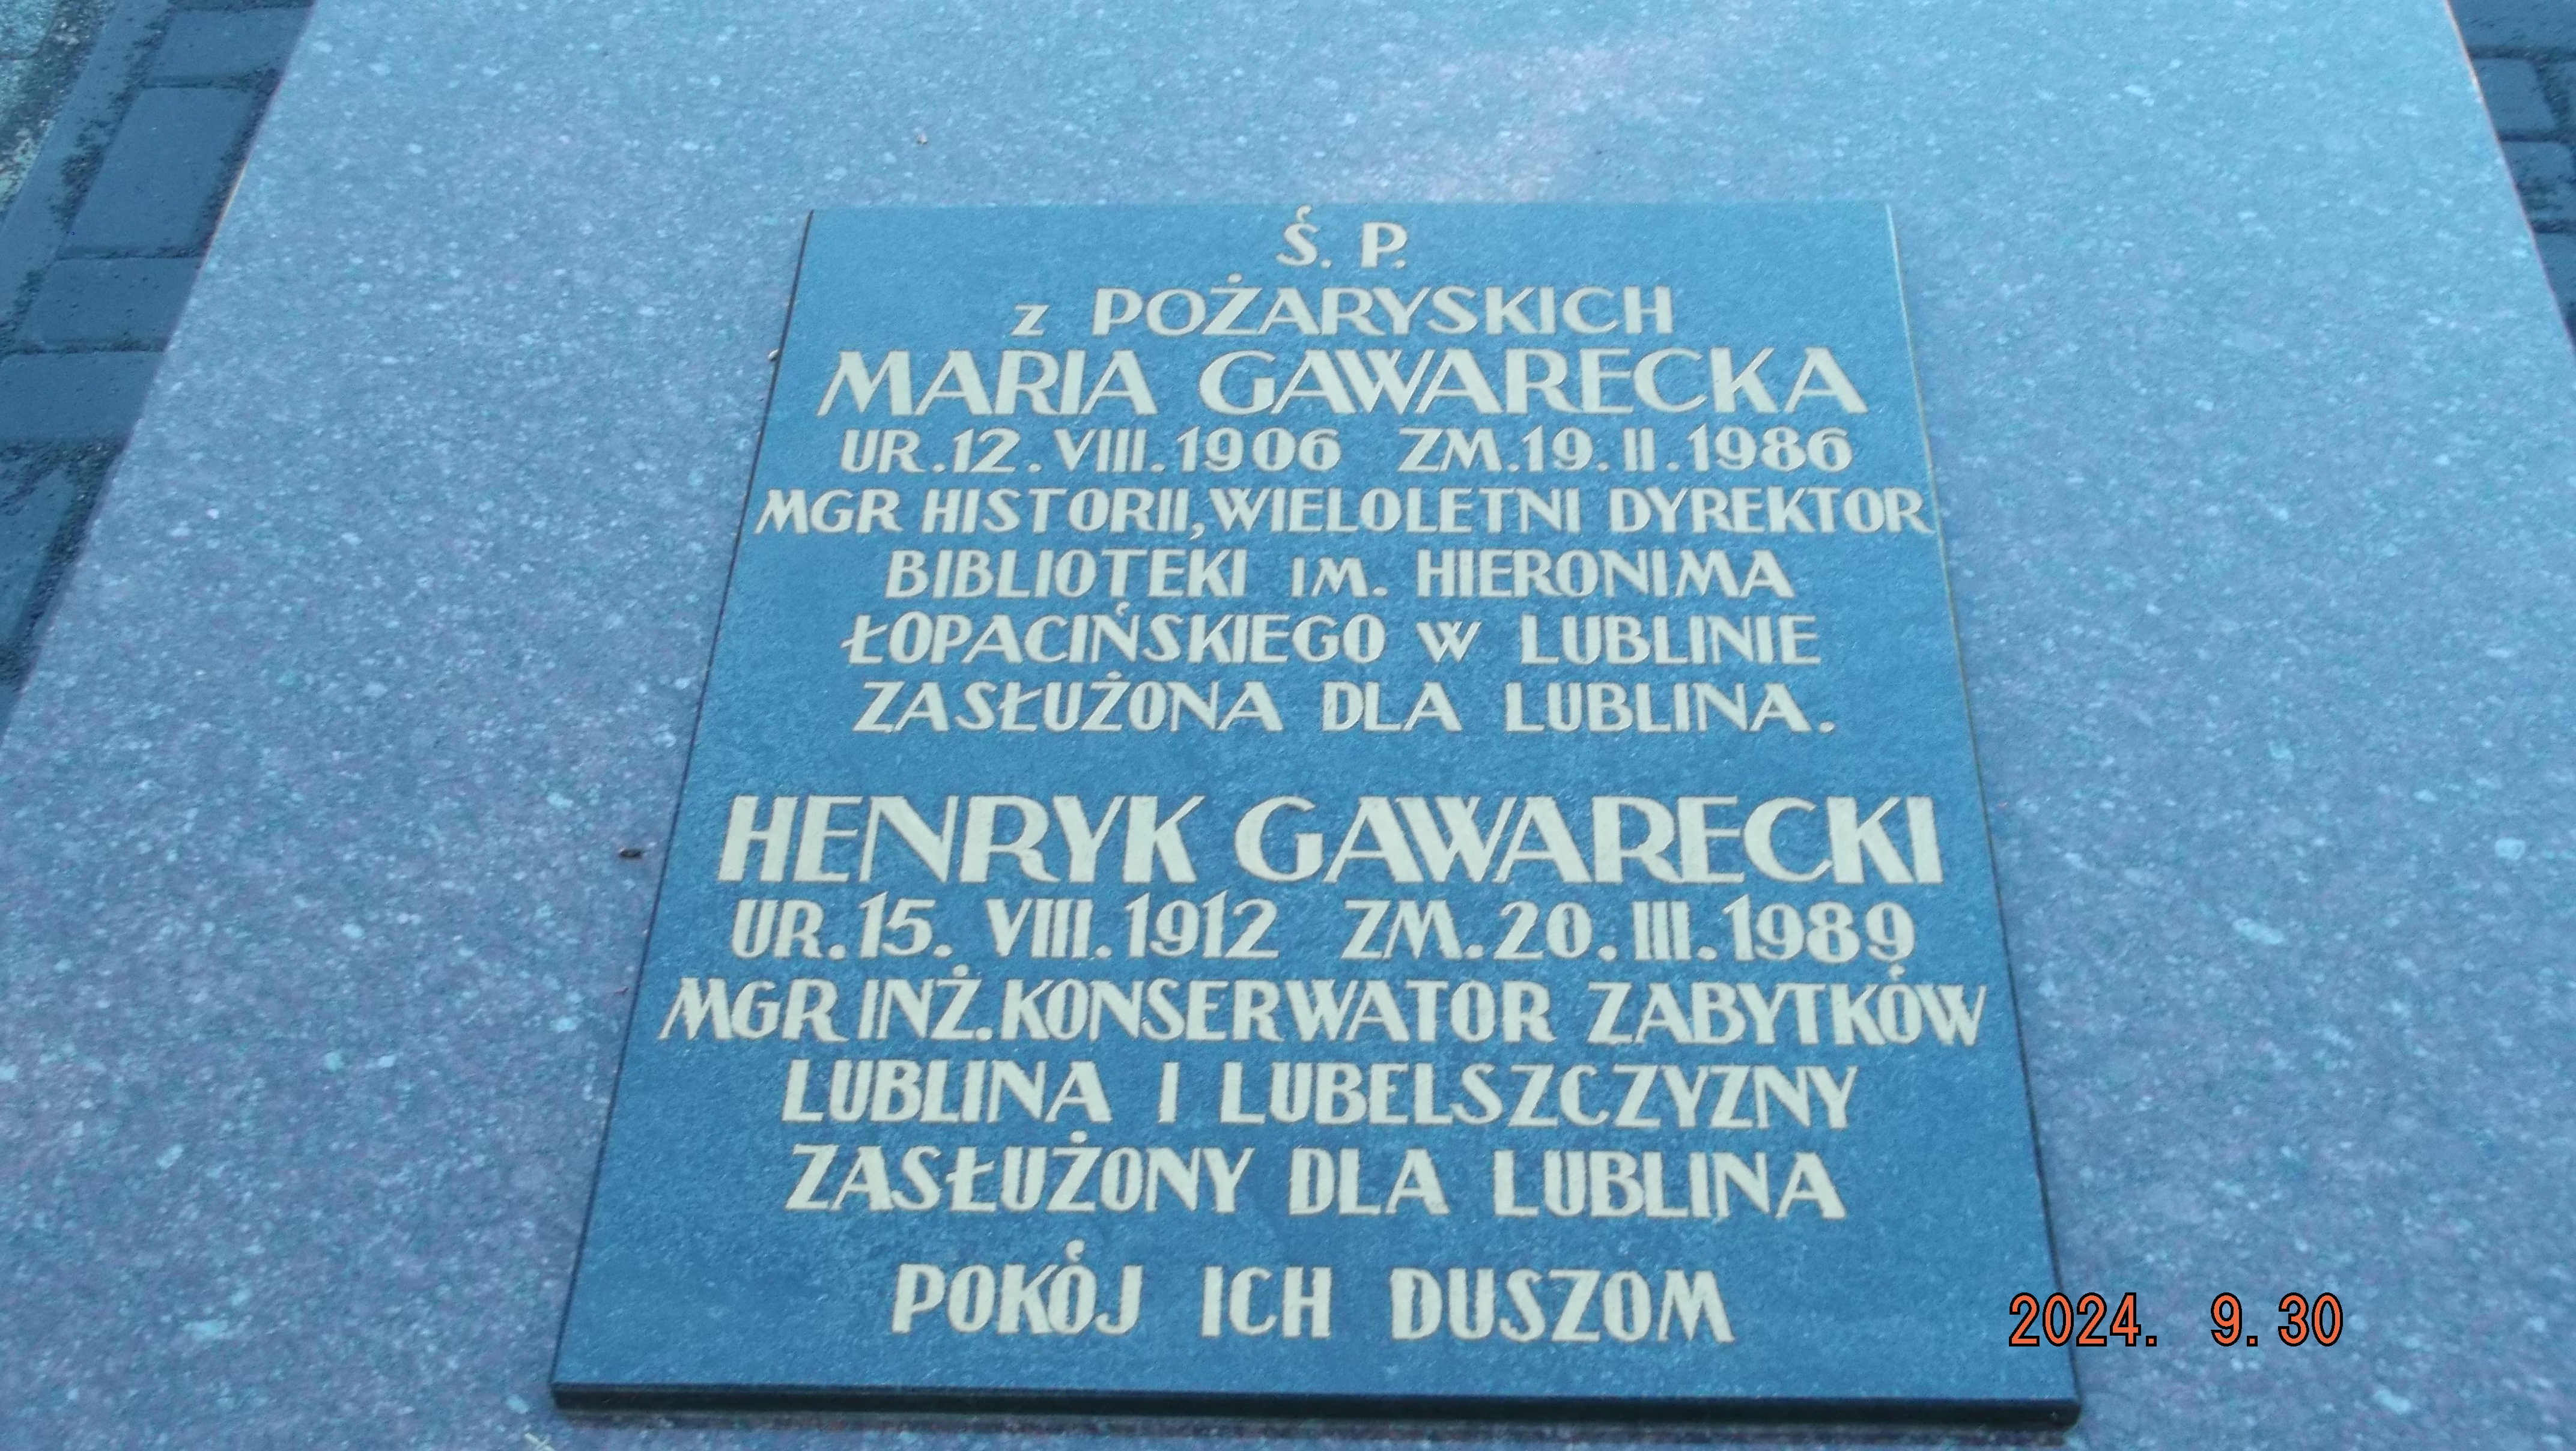 Ś. P.
z POŻARYSKICH
MARIA GAWARECKA
UR.12.VIII.1906 ZM.19.II.1986
MGR HISTORII, WIELOLETNI DYREKTOR
BIBLIOTEKI IM. HIERONIMA
ŁOPACIŃSKIEGO W LUBLINIE
ZASŁUŻONA DLA LUBLINA.
HENRYK GAWARECKI
UR.15.VIII.1912 ZM.20.III.1989
MGR INŻ. KONSERWATOR ZABYTKÓW
LUBLINA I LUBELSZCZYZNY
ZASŁUŻONY DLA LUBLINA
POKÓJ ICH DUSZOM
2024. 9.30